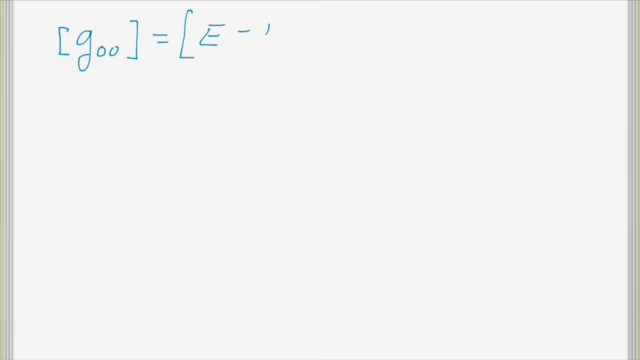 [g₀₀] = [E -